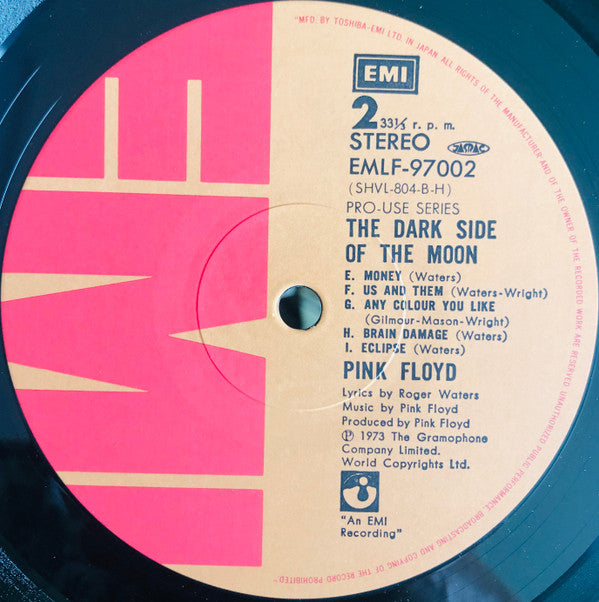 "MFD. BY TOSHIBA-EMI LTD. IN JAPAN ALL RIGHTS OF THE MANUFACTURER AND OF THE OWNER OF THE RECORDED WORK ARE RESERVED. UNAUTHORIZED PUBLIC PERFORMANCE, BROADCASTING AND COPYING OF THE RECORD PROHIBITED"
EMI
EMI
2 33⅓ r. p. m.
STEREO JASRAC
EMLF-97002
(SHVL-804-B-H)
PRO-USE SERIES
THE DARK SIDE
OF THE MOON
E. MONEY (Waters)
F. US AND THEM (Waters-Wright)
G. ANY COLOUR YOU LIKE
(Gilmour-Mason-Wright)
H. BRAIN DAMAGE (Waters)
I. ECLIPSE (Waters)
PINK FLOYD
Lyrics by Roger Waters
Music by Pink Floyd
Produced by Pink Floyd
℗ 1973 The Gramophone
Company Limited.
World Copyrights Ltd.
"An EMI
Recording"